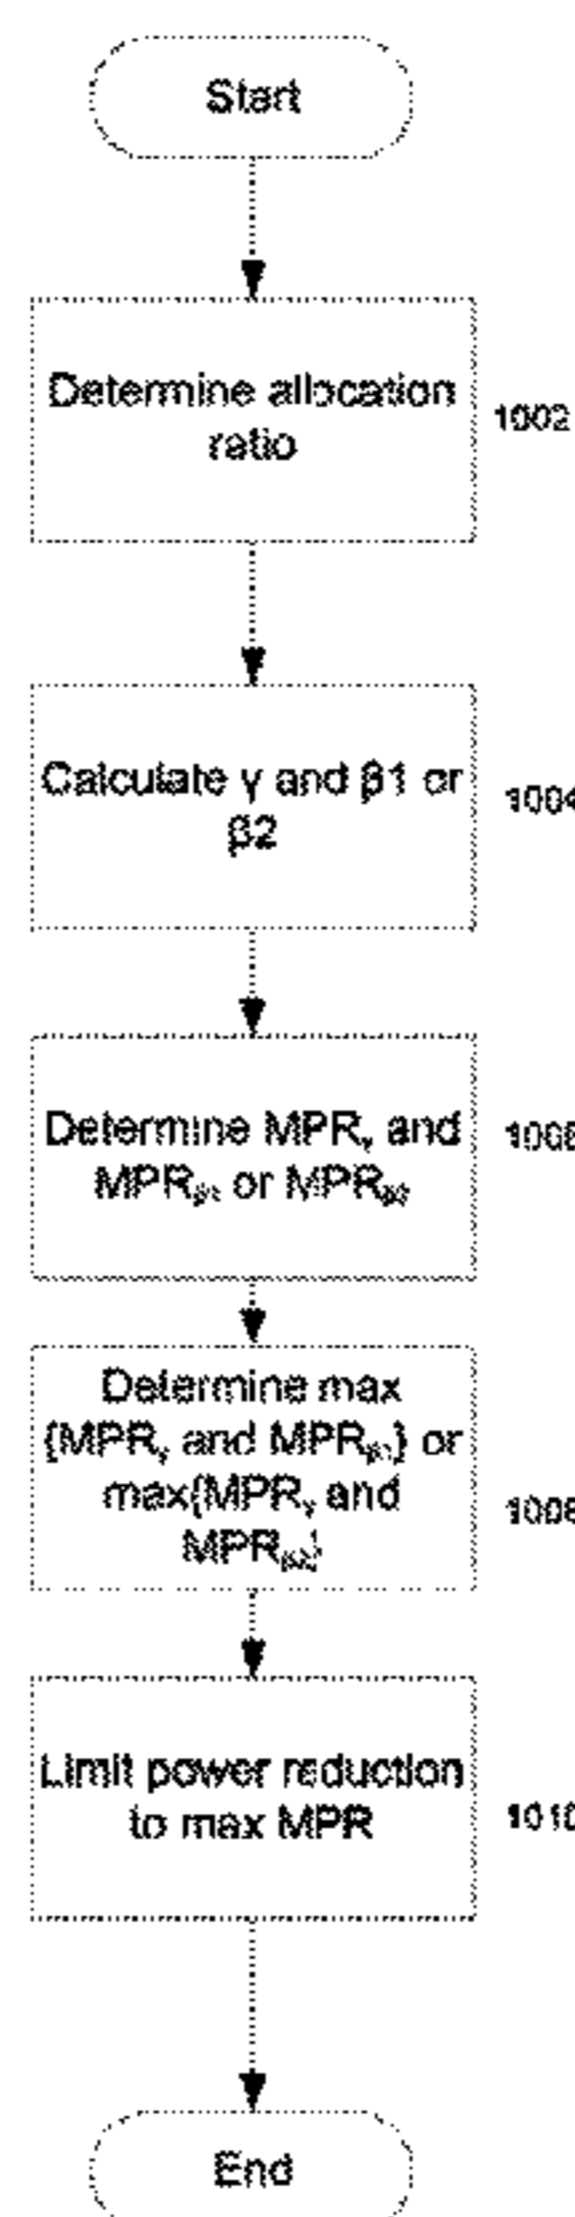 Start
Determine allocation
ratio
1002
Calculate γ and β1 or
β2
1004
Determine MPRγ and
MPRβ1 or MPRβ2
1006
Determine max
{MPRγ and MPRβ1} or
max{MPRγ and
MPRβ2}
1008
Limit power reduction
to max MPR
1010
End